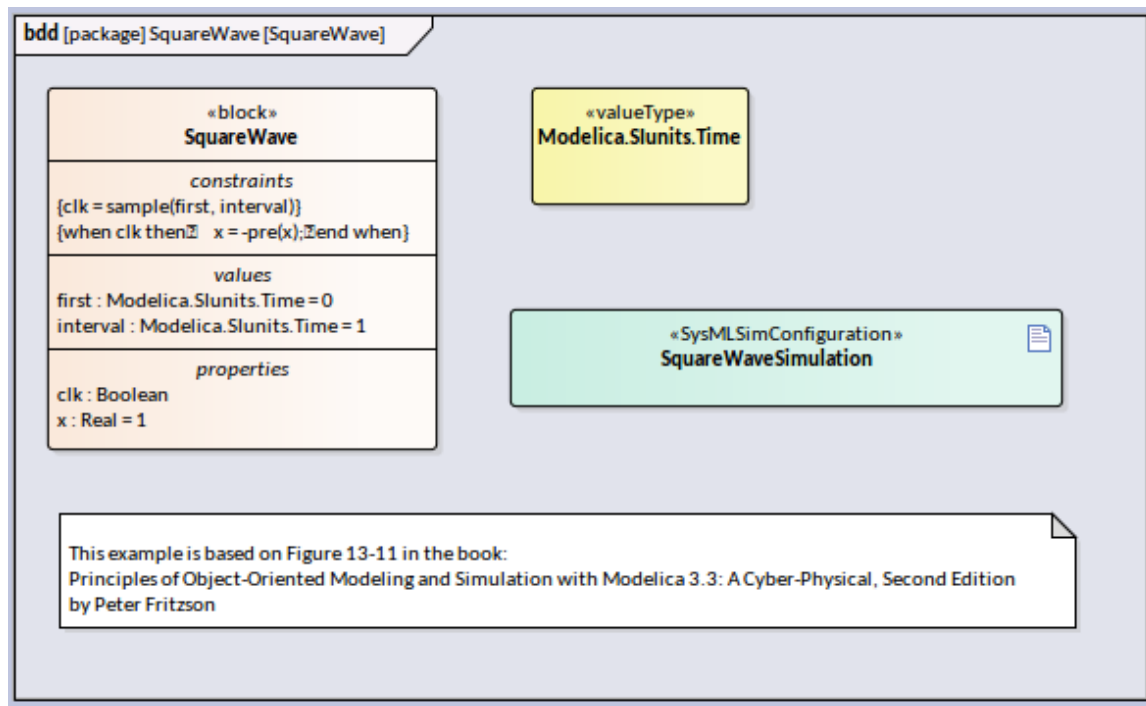 bdd [package] SquareWave [SquareWave]
«block»
SquareWave
constraints
{clk = sample(first, interval)}
{when clk then⍰ x = -pre(x);⍰end when}
values
first : Modelica.SIunits.Time = 0
interval : Modelica.SIunits.Time = 1
properties
clk : Boolean
x : Real = 1
«valueType»
Modelica.SIunits.Time
«SysMLSimConfiguration»
SquareWaveSimulation
This example is based on Figure 13-11 in the book:
Principles of Object-Oriented Modeling and Simulation with Modelica 3.3: A Cyber-Physical, Second Edition
by Peter Fritzson